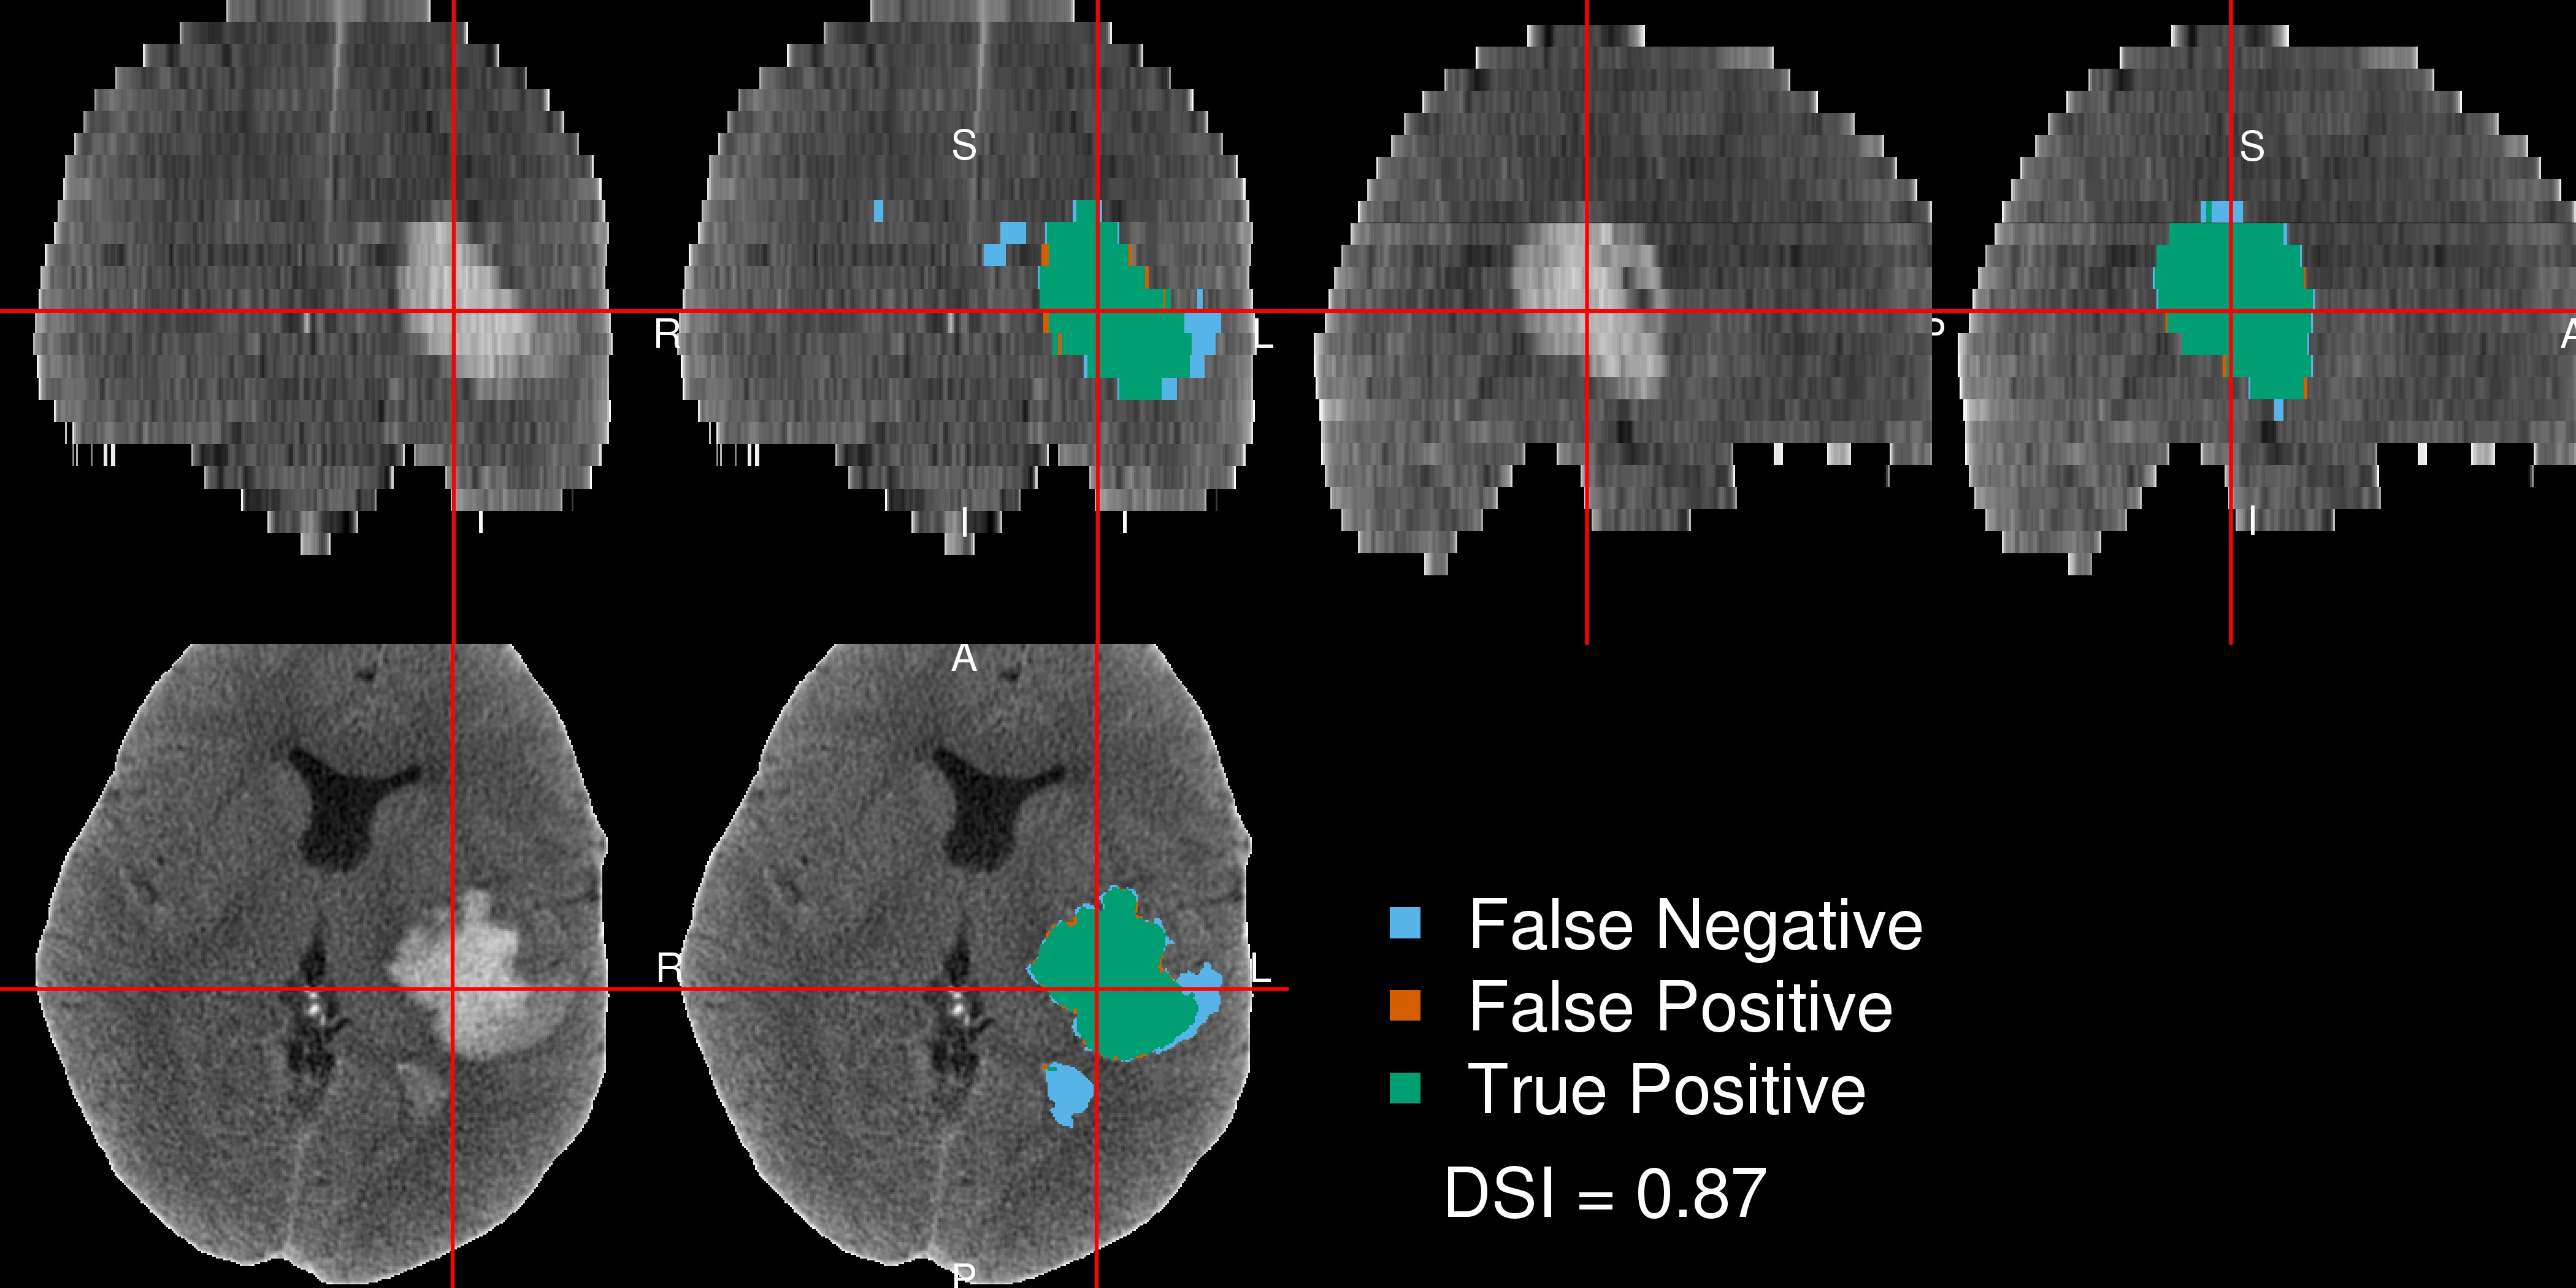 S
S
R
L
P
A
I
I
A
R
L
P
False Negative
False Positive
True Positive
DSI = 0.87